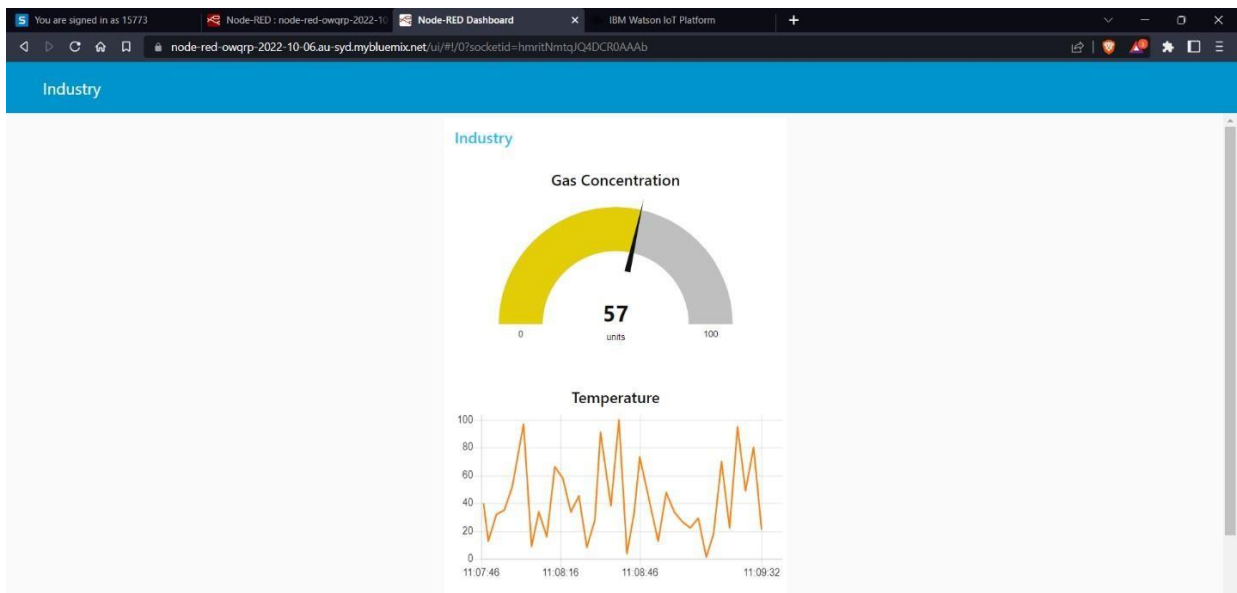 You are signed in as 15773
Node-RED : node-red-owqrp-2022-10
Node-RED Dashboard
IBM Watson IoT Platform
node-red-owqrp-2022-10-06.au-syd.mybluemix.net/ui/#!/0?socketid=hmritNmtqJQ4DCR0AAAb
Industry
Industry
Gas Concentration
57
0
units
100
Temperature
100
80
60
40
20
0
11:07:46 11:08:16 11:08:46 11:09:32